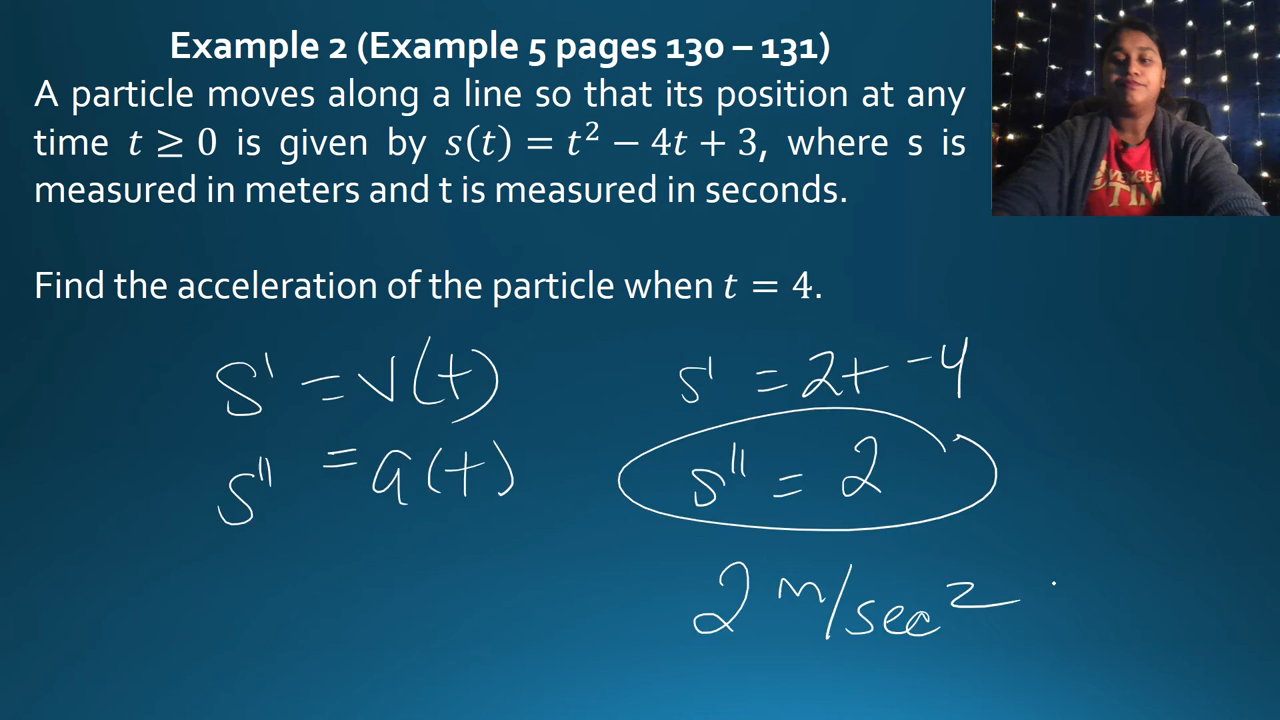 Example 2 (Example 5 pages 130 – 131)
A particle moves along a line so that its position at any
time t ≥ 0 is given by s(t) = t² − 4t + 3, where s is
measured in meters and t is measured in seconds.
Find the acceleration of the particle when t = 4.
s' = v(t)
s'' = a(t)
s' = 2t - 4
s'' = 2
2 m/sec²
TIM